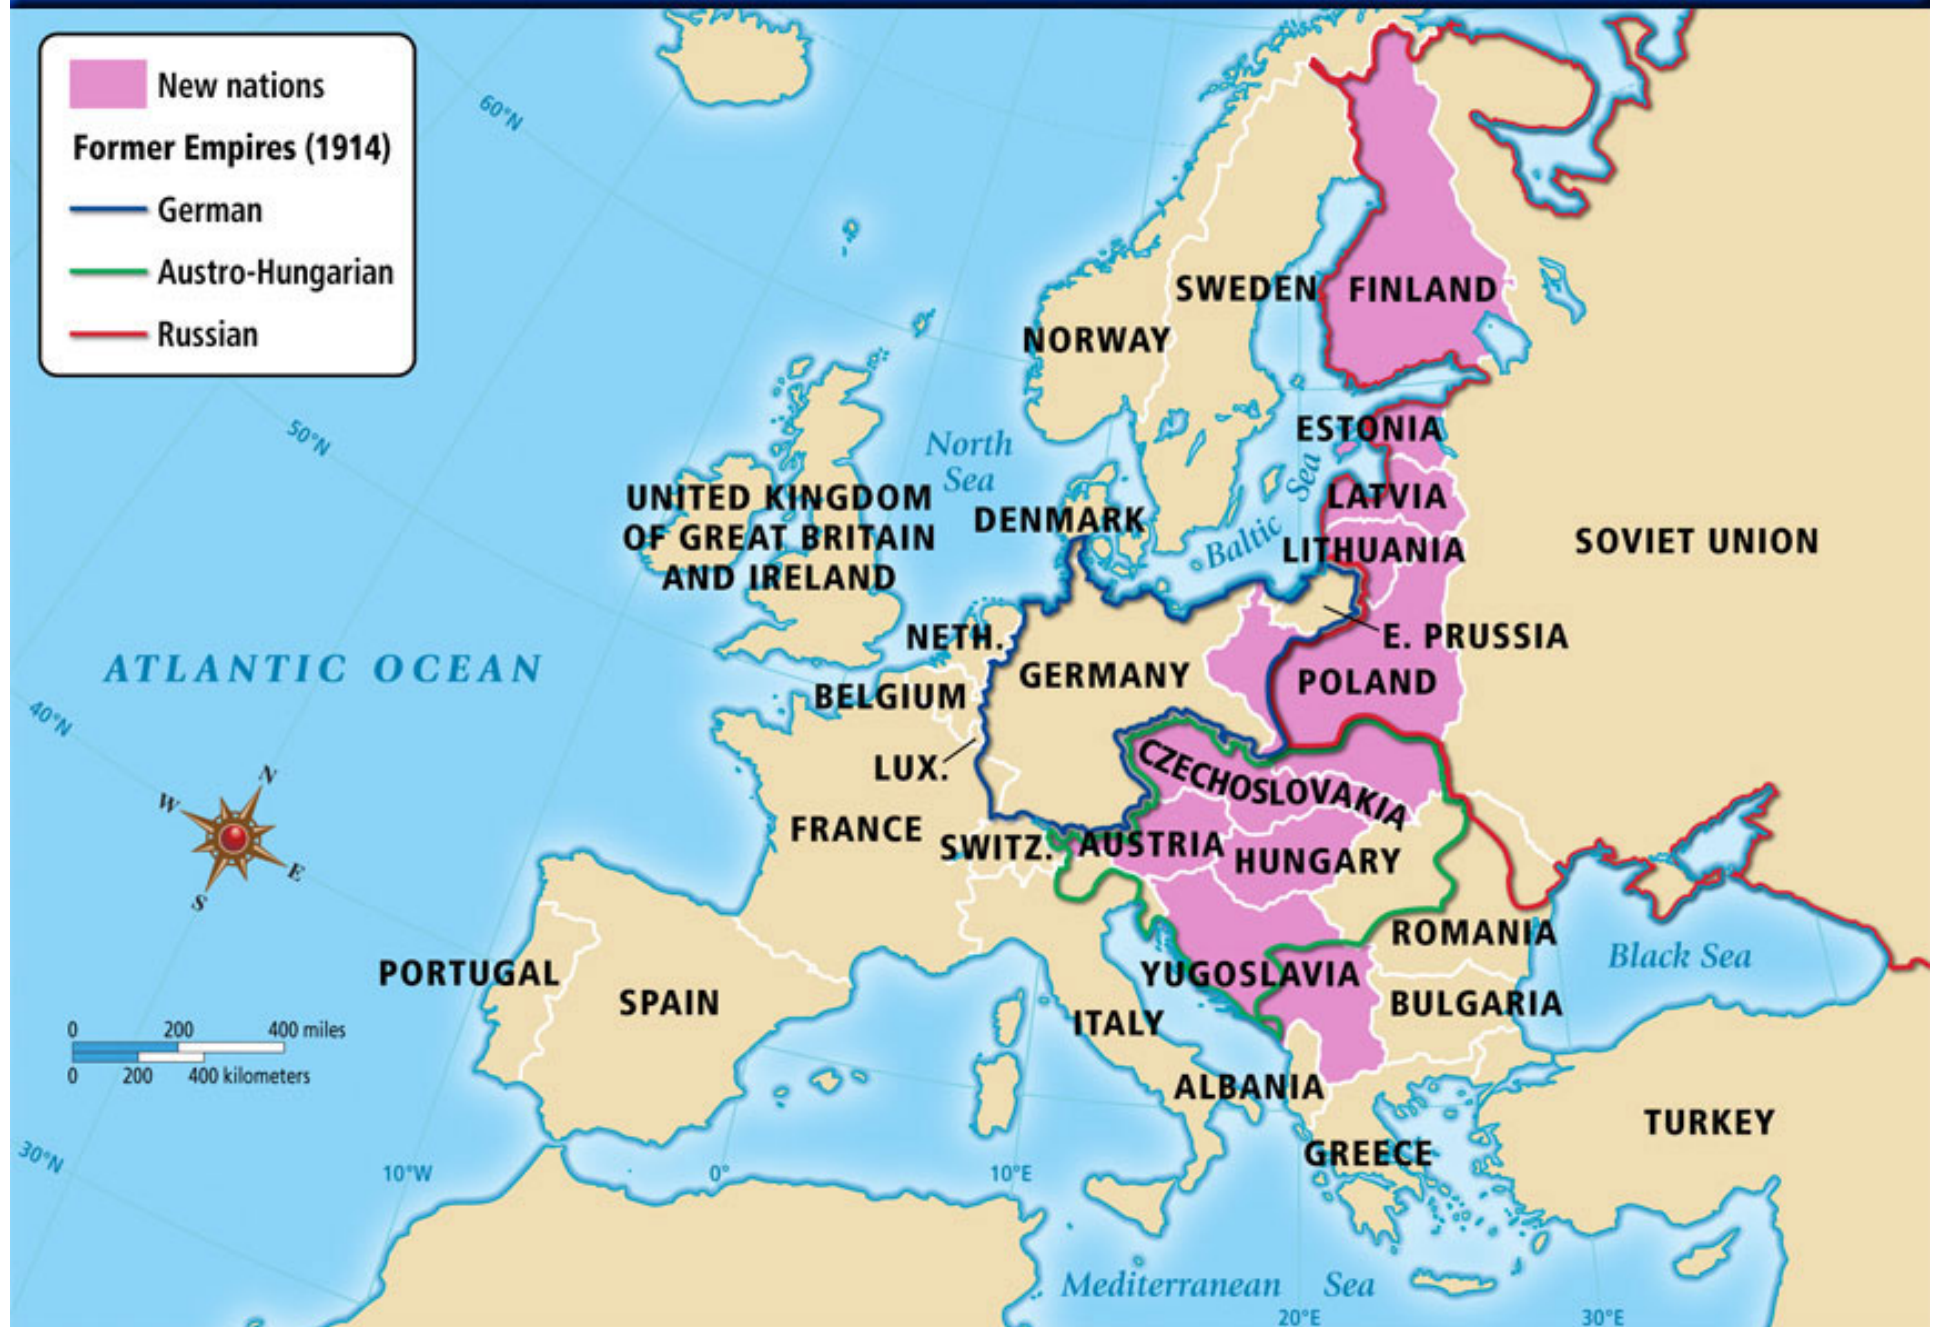 New nations
Former Empires (1914)
German
Austro-Hungarian
Russian
60°N
50°N
40°N
30°N
10°W
0°
10°E
20°E
30°E
N
W
E
S
0 200 400 miles
0 200 400 kilometers
ATLANTIC OCEAN
North
Sea
Baltic Sea
Black Sea
Mediterranean Sea
SWEDEN
FINLAND
NORWAY
ESTONIA
LATVIA
LITHUANIA
SOVIET UNION
UNITED KINGDOM
OF GREAT BRITAIN
AND IRELAND
DENMARK
NETH.
E. PRUSSIA
GERMANY
POLAND
BELGIUM
LUX.
CZECHOSLOVAKIA
FRANCE
SWITZ.
AUSTRIA
HUNGARY
ROMANIA
PORTUGAL
SPAIN
YUGOSLAVIA
BULGARIA
ITALY
ALBANIA
TURKEY
GREECE